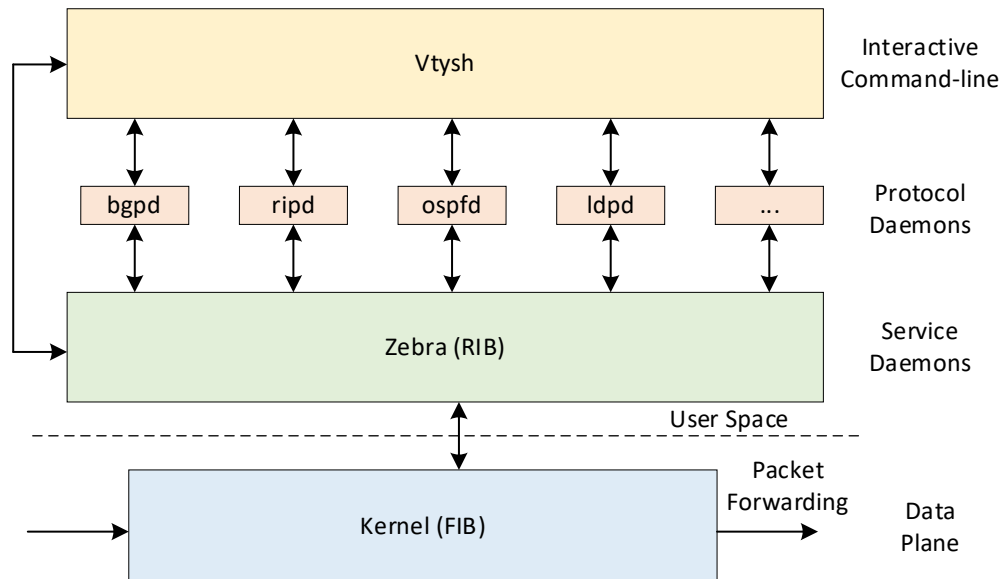 Vtysh
Interactive
Command-line
bgpd
ripd
ospfd
ldpd
...
Protocol
Daemons
Zebra (RIB)
Service
Daemons
User Space
Packet
Forwarding
Kernel (FIB)
Data
Plane